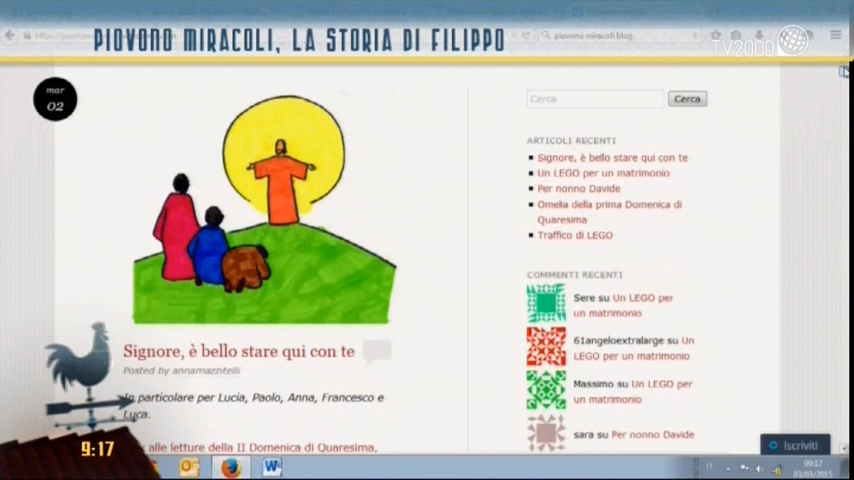 PIOVONO MIRACOLI, LA STORIA DI FILIPPO
TV2000
piovono miracoli blog
mar
02
Cerca
Cerca
ARTICOLI RECENTI
Signore, è bello stare qui con te
Un LEGO per un matrimonio
Per nonno Davide
Omelia della prima Domenica di
Quaresima
Traffico di LEGO
COMMENTI RECENTI
Sere su Un LEGO per
un matrimonio
61angeloextralarge su Un
LEGO per un matrimonio
Massimo su Un LEGO per
un matrimonio
sara su Per nonno Davide
Signore, è bello stare qui con te
Posted by annamazzitelli
In particolare per Lucia, Paolo, Anna, Francesco e
Luca.
alle letture della II Domenica di Quaresima,
Iscriviti
9:17
IT
09:17
03/03/2015